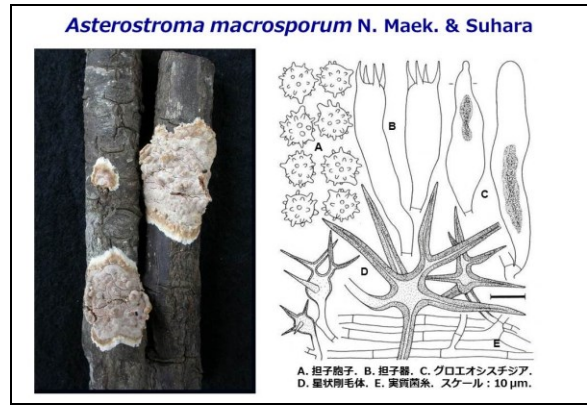 Asterostroma macrosporum N. Maek. & Suhara
A
B
C
D
E
A. 担子胞子. B. 担子器. C. グロエオシスチジア.
D. 星状剛毛体. E. 実質菌糸. スケール：10 μm.